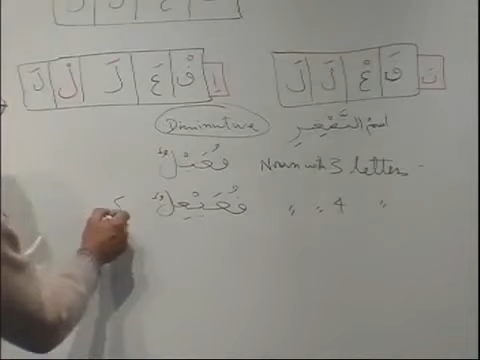 تَ فَ عْ لَ لَ اِ فْ عَ لَ لْ لَ
اسمُ التَّصْغِيرِ Diminutive
فُعَيْلٌ Noun with 3 letters
فُعَيْعِلٌ " " 4 "